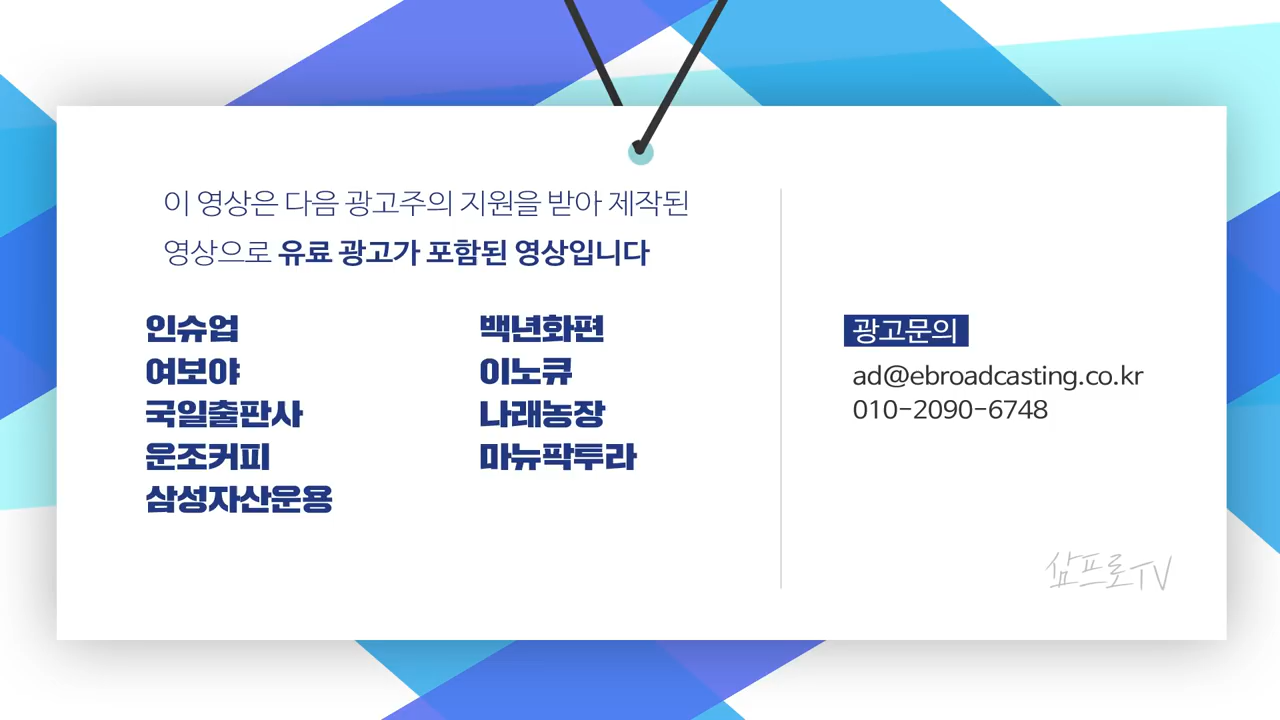 이 영상은 다음 광고주의 지원을 받아 제작된
영상으로 유료 광고가 포함된 영상입니다
인슈업
여보야
국일출판사
운조커피
삼성자산운용
백년화편
이노큐
나래농장
마뉴팍투라
광고문의
ad@ebroadcasting.co.kr
010-2090-6748
삼프로TV